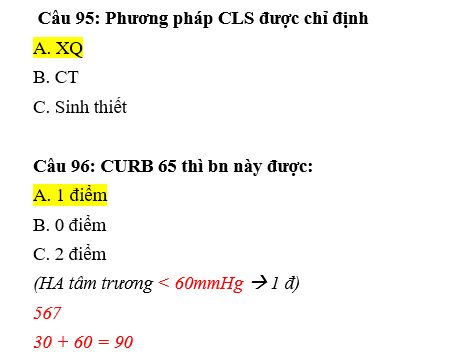 Câu 95: Phương pháp CLS được chỉ định
A. XQ
B. CT
C. Sinh thiết
Câu 96: CURB 65 thì bn này được:
A. 1 điểm
B. 0 điểm
C. 2 điểm
(HA tâm trương < 60mmHg → 1 đ)
567
30 + 60 = 90